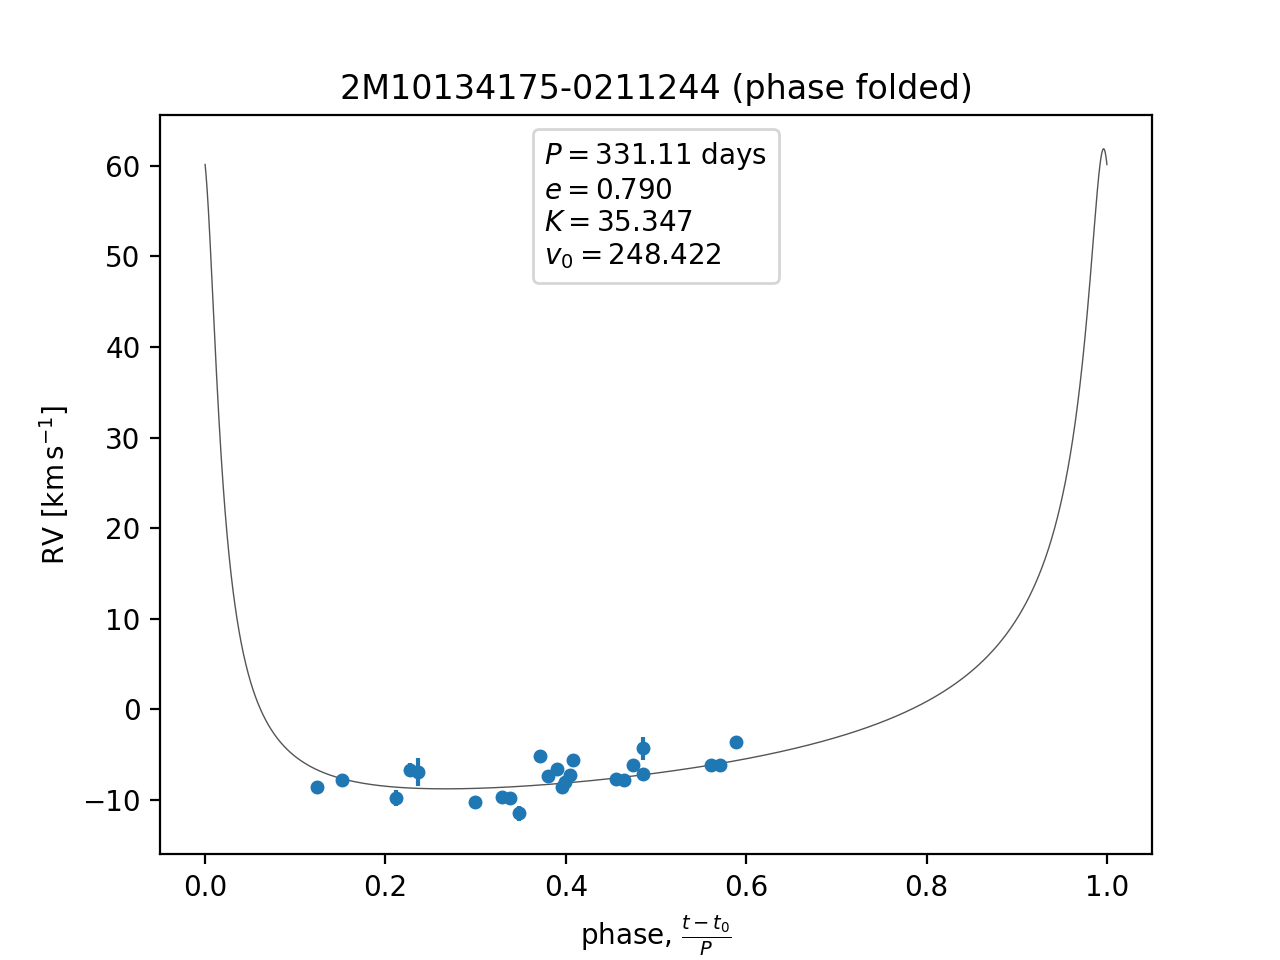 2M10134175-0211244 (phase folded)
P = 331.11 days
e = 0.790
K = 35.347
v₀ = 248.422
60
50
40
30
20
10
0
−10
RV [km s⁻¹]
0.0 0.2 0.4 0.6 0.8 1.0
phase, (t − t₀)/P